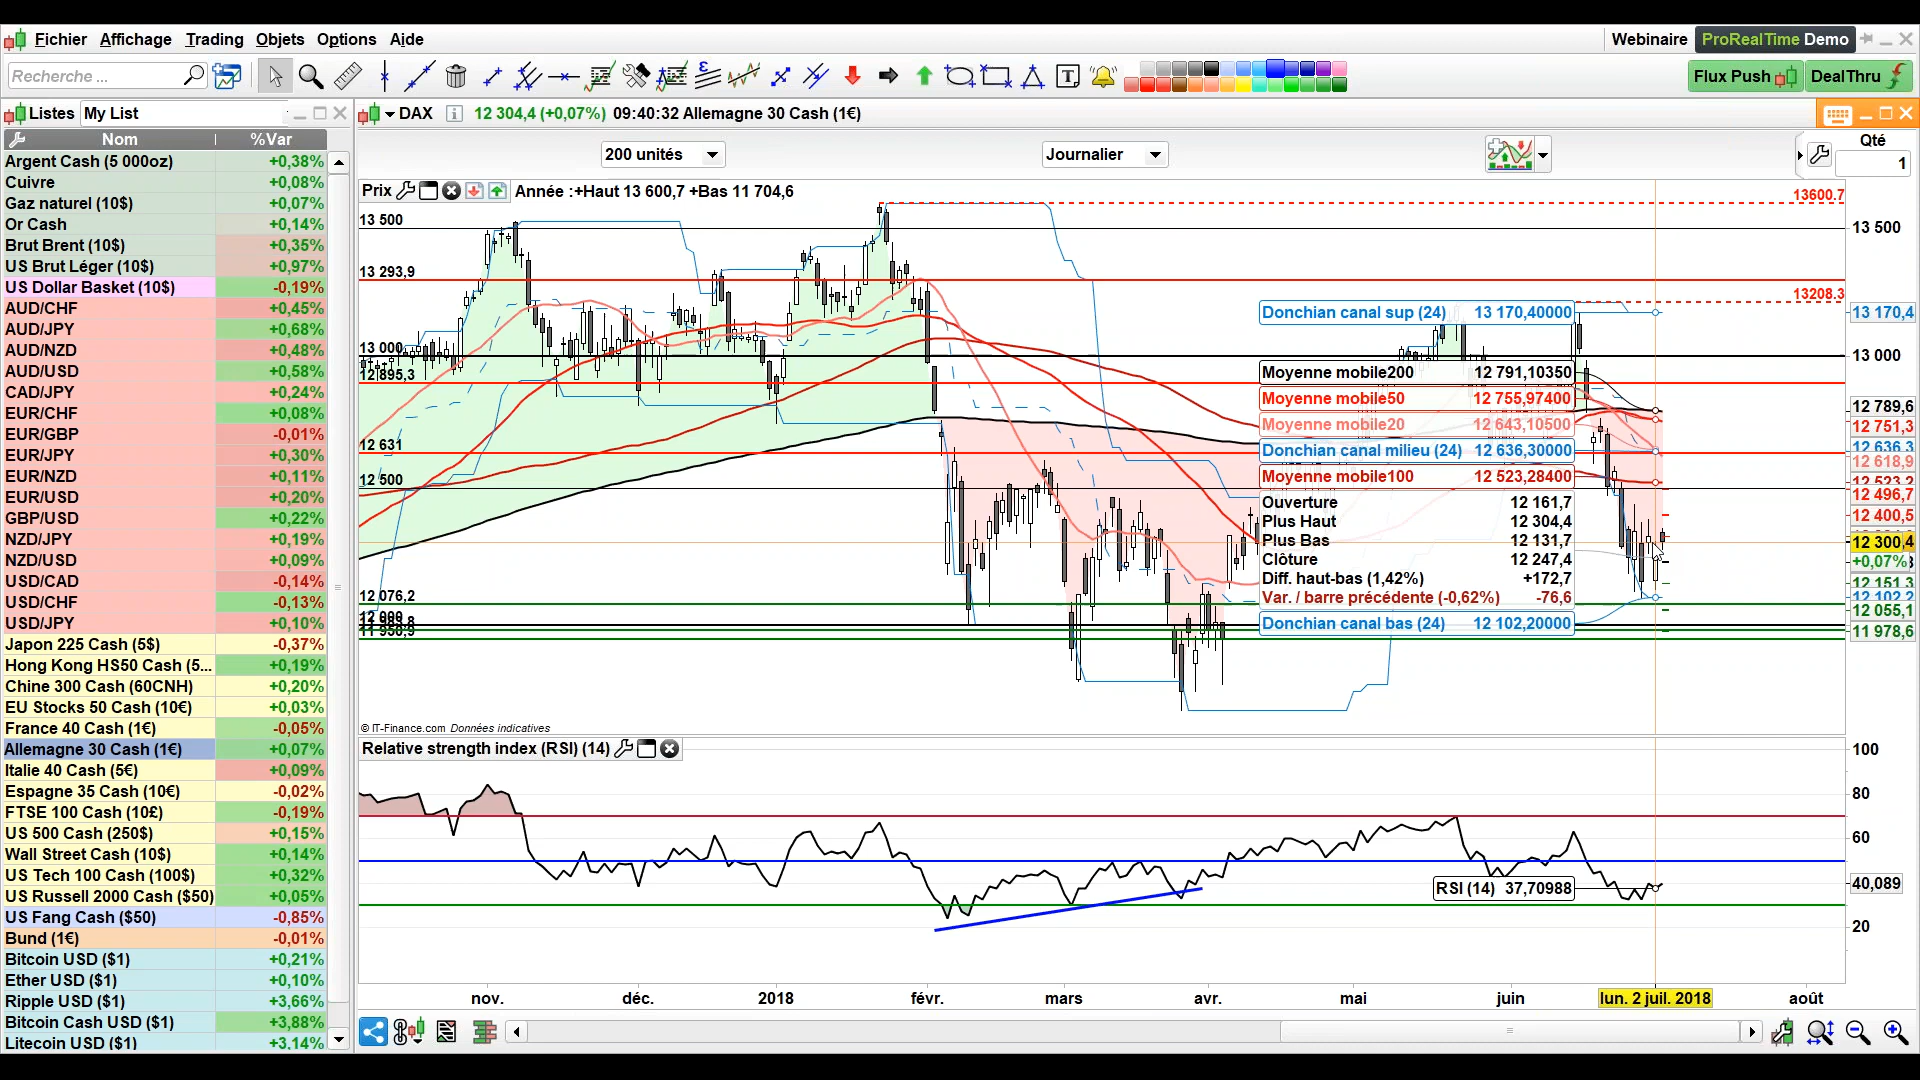 Fichier Affichage Trading Objets Options Aide
Webinaire ProRealTime Demo
Recherche ...
Flux Push DealThru
Listes My List
DAX 12 304,4 (+0,07%) 09:40:32 Allemagne 30 Cash (1€)
Nom %Var
200 unités
Journalier
Qté
1
Argent Cash (5 000oz) +0,38%
Cuivre +0,08%
Gaz naturel (10$) +0,07%
Or Cash +0,14%
Brut Brent (10$) +0,35%
US Brut Léger (10$) +0,97%
US Dollar Basket (10$) -0,19%
AUD/CHF +0,45%
AUD/JPY +0,68%
AUD/NZD +0,48%
AUD/USD +0,58%
CAD/JPY +0,24%
EUR/CHF +0,08%
EUR/GBP -0,01%
EUR/JPY +0,30%
EUR/NZD +0,11%
EUR/USD +0,20%
GBP/USD +0,22%
NZD/JPY +0,19%
NZD/USD +0,09%
USD/CAD -0,14%
USD/CHF -0,13%
USD/JPY +0,10%
Japon 225 Cash (5$) -0,37%
Hong Kong HS50 Cash (5... +0,19%
Chine 300 Cash (60CNH) +0,20%
EU Stocks 50 Cash (10€) +0,03%
France 40 Cash (1€) -0,05%
Allemagne 30 Cash (1€) +0,07%
Italie 40 Cash (5€) +0,09%
Espagne 35 Cash (10€) -0,02%
FTSE 100 Cash (10£) -0,19%
US 500 Cash (250$) +0,15%
Wall Street Cash (10$) +0,14%
US Tech 100 Cash (100$) +0,32%
US Russell 2000 Cash ($50) +0,05%
US Fang Cash ($50) -0,85%
Bund (1€) -0,01%
Bitcoin USD ($1) +0,21%
Ether USD ($1) +0,10%
Ripple USD ($1) +3,66%
Bitcoin Cash USD ($1) +3,88%
Litecoin USD ($1) +3,14%
Prix Année :+Haut 13 600,7 +Bas 11 704,6
13 500
13 293,9
13 000
12 895,3
12 631
12 500
12 076,2
13600.7
13208.3
Donchian canal sup (24) 13 170,40000
Moyenne mobile200 12 791,10350
Moyenne mobile50 12 755,97400
Moyenne mobile20 12 643,10500
Donchian canal milieu (24) 12 636,30000
Moyenne mobile100 12 523,28400
Ouverture 12 161,7
Plus Haut 12 304,4
Plus Bas 12 131,7
Clôture 12 247,4
Diff. haut-bas (1,42%) +172,7
Var. / barre précédente (-0,62%) -76,6
Donchian canal bas (24) 12 102,20000
13 500
13 170,4
13 000
12 789,6
12 751,3
12 636,3
12 618,9
12 523,2
12 496,7
12 400,5
12 300,4
+0,07%
12 151,3
12 102,2
12 055,1
11 978,6
© IT-Finance.com Données indicatives
Relative strength index (RSI) (14)
RSI (14) 37,70988
100
80
60
40,089
20
nov. déc. 2018 févr. mars avr. mai juin lun. 2 juil. 2018 août